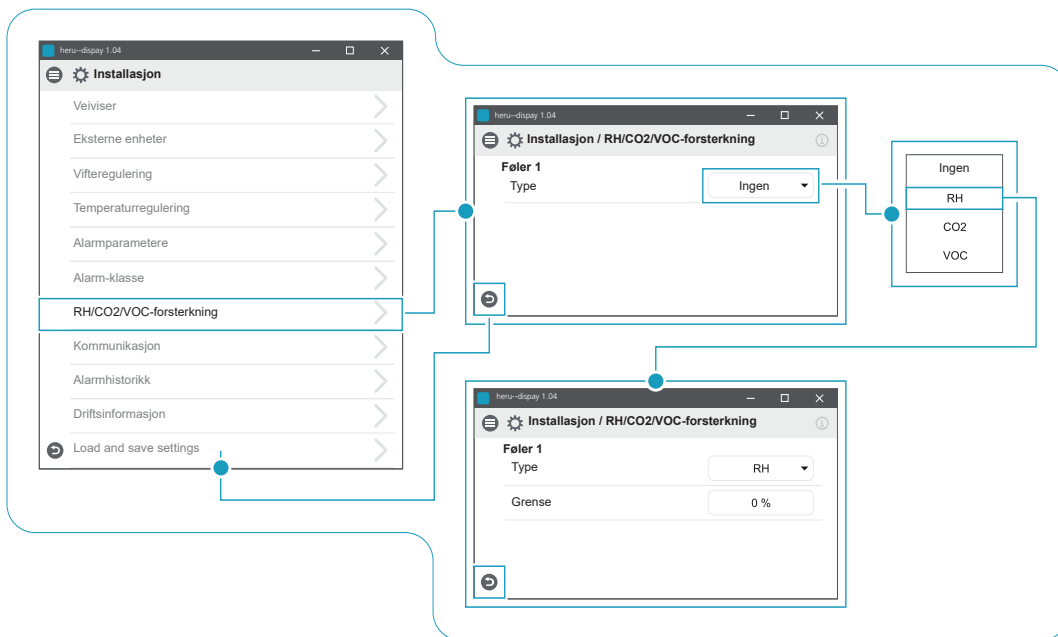 heru--dispay 1.04
Installasjon
Veiviser
Eksterne enheter
Vifteregulering
Temperaturregulering
Alarmparametere
Alarm-klasse
RH/CO2/VOC-forsterkning
Kommunikasjon
Alarmhistorikk
Driftsinformasjon
Load and save settings
heru--dispay 1.04
Installasjon / RH/CO2/VOC-forsterkning
Føler 1
Type Ingen
Ingen
RH
CO2
VOC
heru--dispay 1.04
Installasjon / RH/CO2/VOC-forsterkning
Føler 1
Type RH
Grense 0 %